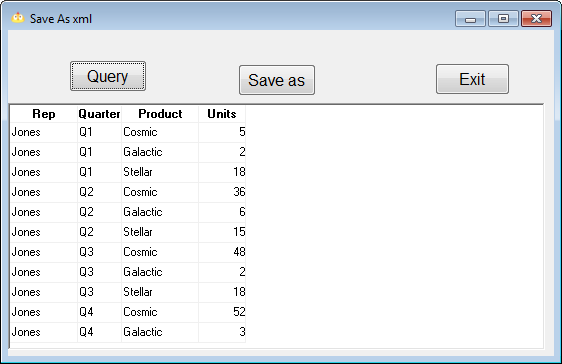 Save As xml
Query Save as Exit
Rep Quarter Product Units
Jones Q1 Cosmic 5
Jones Q1 Galactic 2
Jones Q1 Stellar 18
Jones Q2 Cosmic 36
Jones Q2 Galactic 6
Jones Q2 Stellar 15
Jones Q3 Cosmic 48
Jones Q3 Galactic 2
Jones Q3 Stellar 18
Jones Q4 Cosmic 52
Jones Q4 Galactic 3